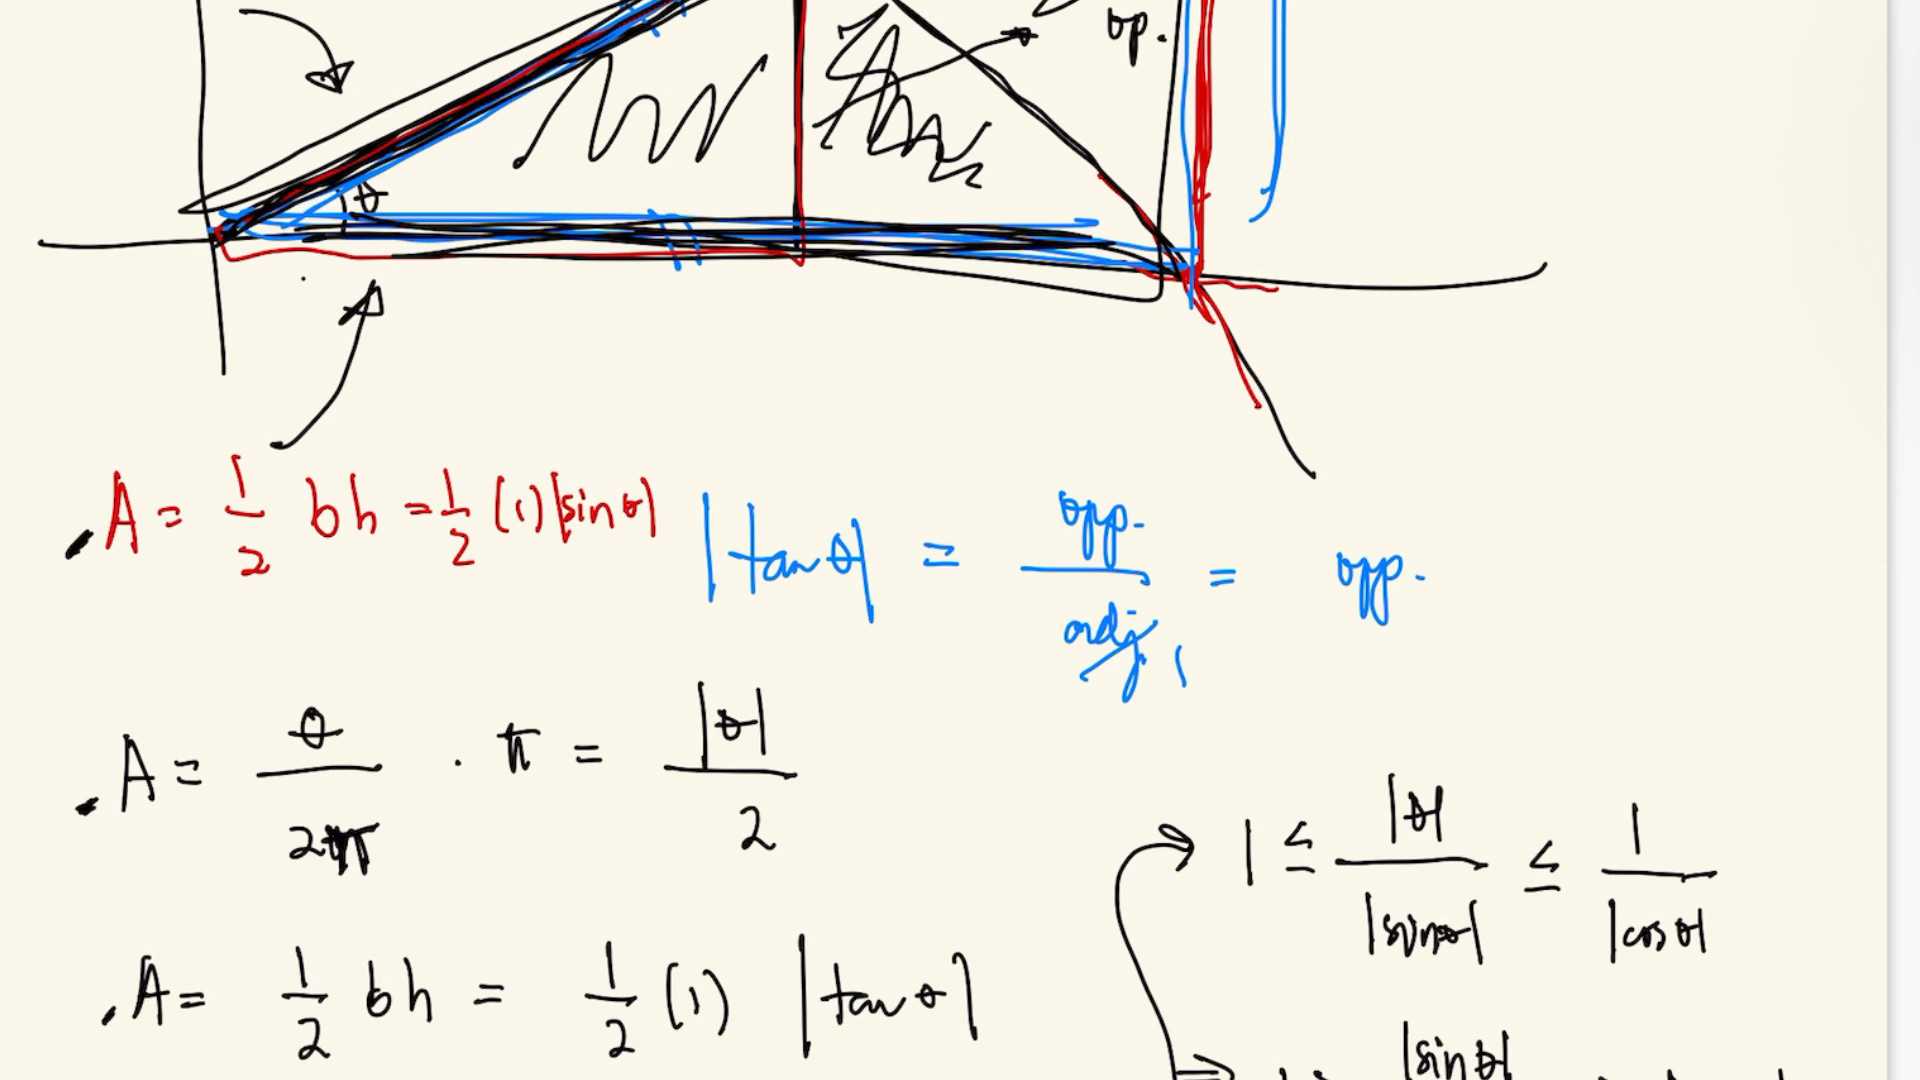 op.
θ
A = 1/2 bh = 1/2 (1) |sin θ|
|tan θ| = opp./adj. 1 = opp.
A = θ/2π · π = |θ|/2
1 ≤ |θ|/|sin θ| ≤ 1/|cos θ|
A = 1/2 bh = 1/2 (1) |tan θ|
|sin θ|